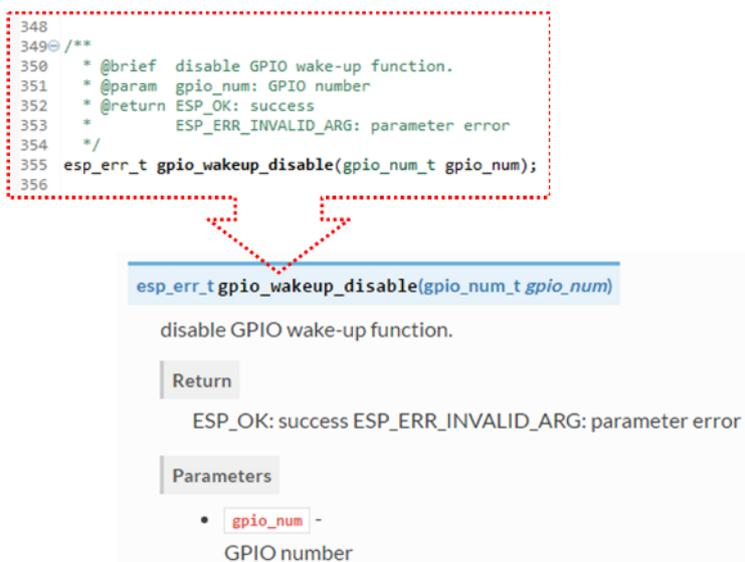 348
349 /**
350 * @brief disable GPIO wake-up function.
351 * @param gpio_num: GPIO number
352 * @return ESP_OK: success
353 * ESP_ERR_INVALID_ARG: parameter error
354 */
355 esp_err_t gpio_wakeup_disable(gpio_num_t gpio_num);
356
esp_err_t gpio_wakeup_disable(gpio_num_t gpio_num)
disable GPIO wake-up function.
Return
ESP_OK: success ESP_ERR_INVALID_ARG: parameter error
Parameters
• gpio_num -
GPIO number